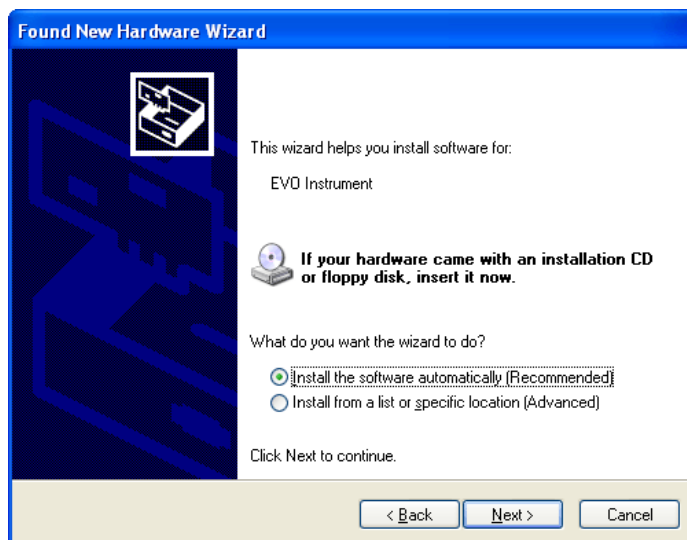 Found New Hardware Wizard
This wizard helps you install software for:
EVO Instrument
If your hardware came with an installation CD
or floppy disk, insert it now.
What do you want the wizard to do?
Install the software automatically (Recommended)
Install from a list or specific location (Advanced)
Click Next to continue.
< Back
Next >
Cancel